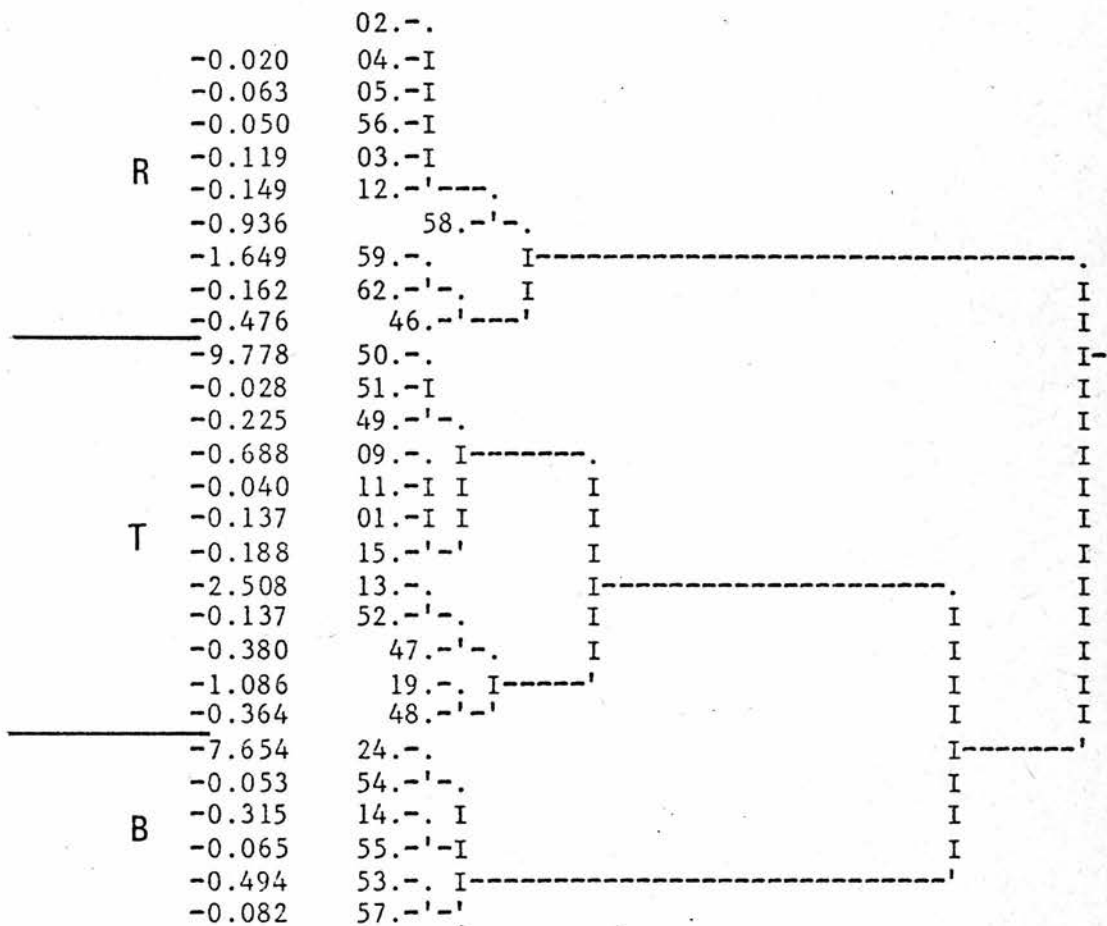 02.-.
-0.020 04.-I
-0.063 05.-I
-0.050 56.-I
-0.119 03.-I
R -0.149 12.-'---.
-0.936 58.-'-.
-1.649 59.-. I---------------------------------.
-0.162 62.-'-. I I
-0.476 46.-'---' I
-9.778 50.-. I-
-0.028 51.-I I
-0.225 49.-'-. I
-0.688 09.-. I-------. I
-0.040 11.-I I I I
-0.137 01.-I I I I
T -0.188 15.-'-' I I
-2.508 13.-. I---------------------. I
-0.137 52.-'-. I I I
-0.380 47.-'-. I I I
-1.086 19.-. I-----' I I
-0.364 48.-'-' I I
-7.654 24.-. I-------'
-0.053 54.-'-. I
-0.315 14.-. I I
B -0.065 55.-'-I I
-0.494 53.-. I-----------------------------'
-0.082 57.-'-'